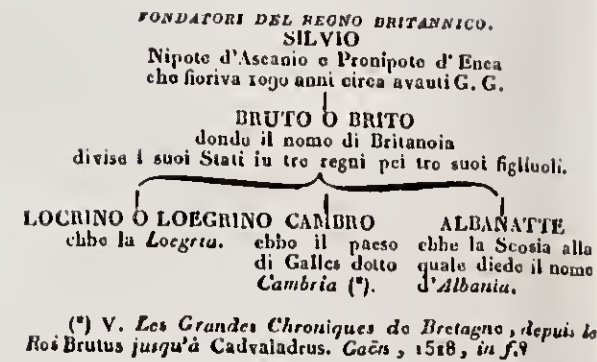 FONDATORI DEL REGNO BRITANNICO.
SILVIO
Nipote d'Ascanio e Pronipote d'Enea
che fioriva 1090 anni circa avanti G. G.
BRUTO O BRITO
donde il nome di Britania
divise i suoi Stati in tre regni pei tre suoi figliuoli.
LOCRINO O LOEGRINO CAMBRO ALBANATTE
ebbe la Loegria. ebbe il paese ebbe la Scosia alla
di Galles detto quale diede il nome
Cambria (*). d'Albania.
(*) V. Les Grandes Chroniques de Bretagne, depuis le
Roi Brutus jusqu'à Cadvaladrus. Caën, 1518, in f.º